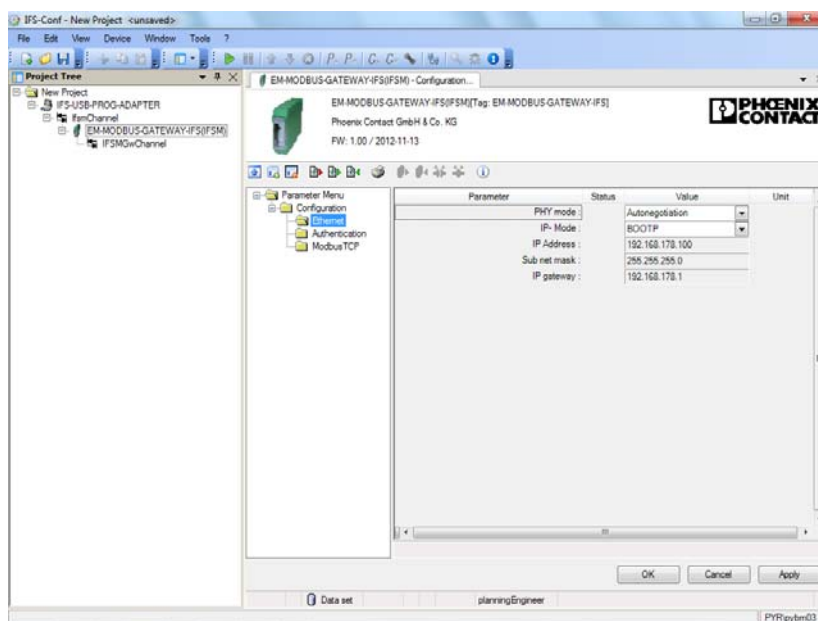 IFS-Conf - New Project <unsaved>
File Edit View Device Window Tools ?
Project Tree
New Project
IFS-USB-PROG-ADAPTER
IfsmChannel
EM-MODBUS-GATEWAY-IFS(IFSM)
IFSMGwChannel
EM-MODBUS-GATEWAY-IFS(IFSM) - Configuration...
EM-MODBUS-GATEWAY-IFS(IFSM)[Tag: EM-MODBUS-GATEWAY-IFS]
Phoenix Contact GmbH & Co. KG
FW: 1.00 / 2012-11-13
PHŒNIX
CONTACT
Parameter Menu
Configuration
Ethernet
Authentication
ModbusTCP
Parameter Status Value Unit
PHY mode : Autonegotiation
IP- Mode : BOOTP
IP Address : 192.168.178.100
Sub net mask : 255.255.255.0
IP gateway : 192.168.178.1
OK Cancel Apply
Data set planningEngineer
PYR\pybm03